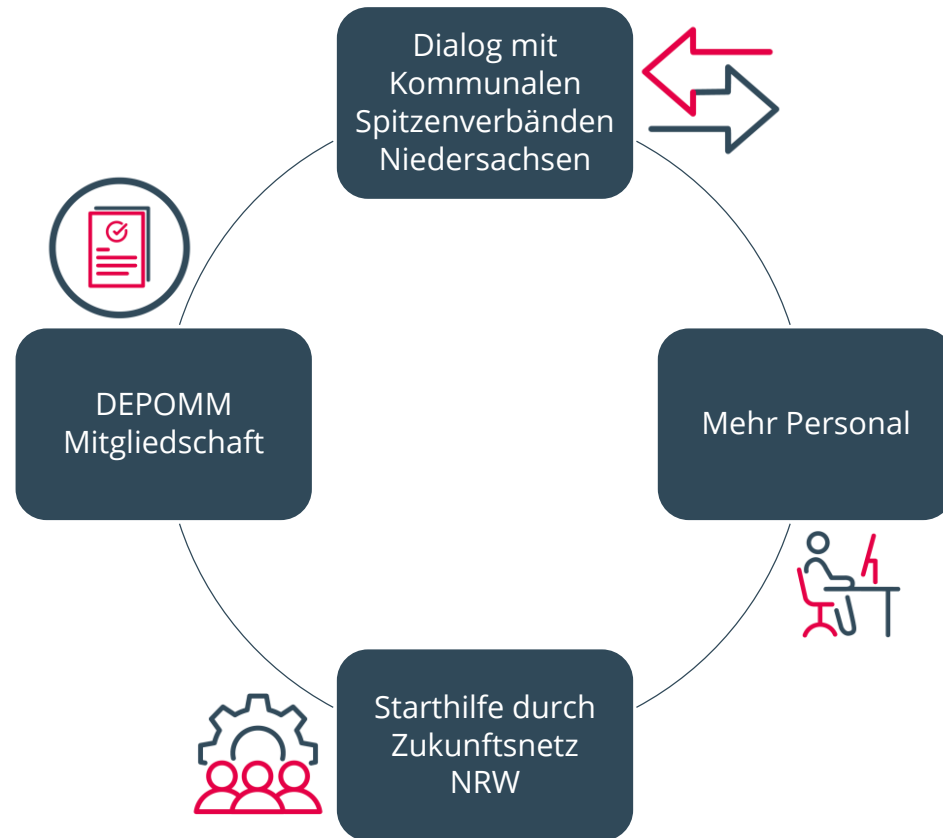 Dialog mit
Kommunalen
Spitzenverbänden
Niedersachsen
DEPOMM
Mitgliedschaft
Mehr Personal
Starthilfe durch
Zukunftsnetz
NRW